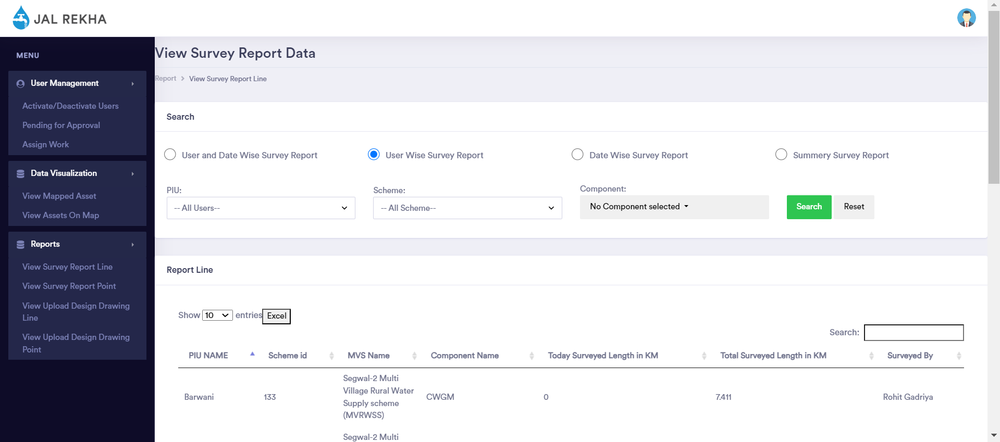 JAL REKHA
MENU
User Management
Activate/Deactivate Users
Pending for Approval
Assign Work
Data Visualization
View Mapped Asset
View Assets On Map
Reports
View Survey Report Line
View Survey Report Point
View Upload Design Drawing
Line
View Upload Design Drawing
Point
View Survey Report Data
Report > View Survey Report Line
Search
User and Date Wise Survey Report
User Wise Survey Report
Date Wise Survey Report
Summery Survey Report
PIU:
-- All Users--
Scheme:
-- All Scheme--
Component:
No Component selected
Search
Reset
Report Line
Show 10 entries Excel
Search:
PIU NAME Scheme id MVS Name Component Name Today Surveyed Length in KM Total Surveyed Length in KM Surveyed By
Segwal-2 Multi
Village Rural Water
Barwani 133 Supply scheme CWGM 0 7.411 Rohit Gadriya
(MVRWSS)
Segwal-2 Multi